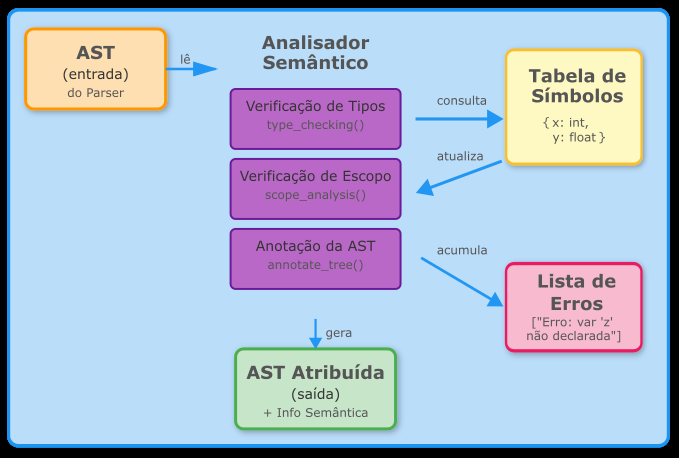 AST
(entrada)
do Parser
lê
Analisador
Semântico
Verificação de Tipos
type_checking()
Verificação de Escopo
scope_analysis()
Anotação da AST
annotate_tree()
consulta
atualiza
Tabela de
Símbolos
{ x: int,
y: float }
acumula
Lista de
Erros
["Erro: var 'z'
não declarada"]
gera
AST Atribuída
(saída)
+ Info Semântica